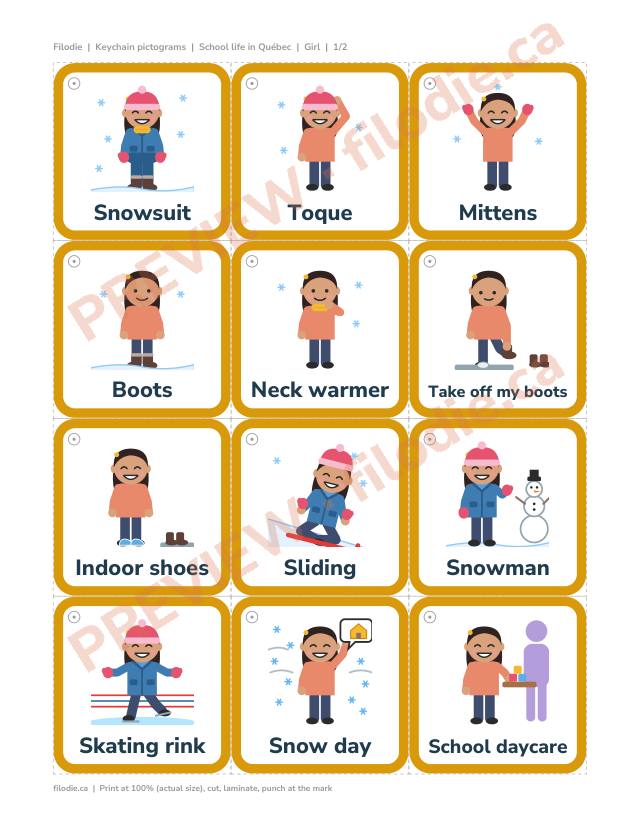 Filodie | Keychain pictograms | School life in Québec | Girl | 1/2
Snowsuit
Toque
Mittens
Boots
Neck warmer
Take off my boots
Indoor shoes
Sliding
Snowman
Skating rink
Snow day
School daycare
PREVIEW · filodie.ca
PREVIEW · filodie.ca
filodie.ca | Print at 100% (actual size), cut, laminate, punch at the mark